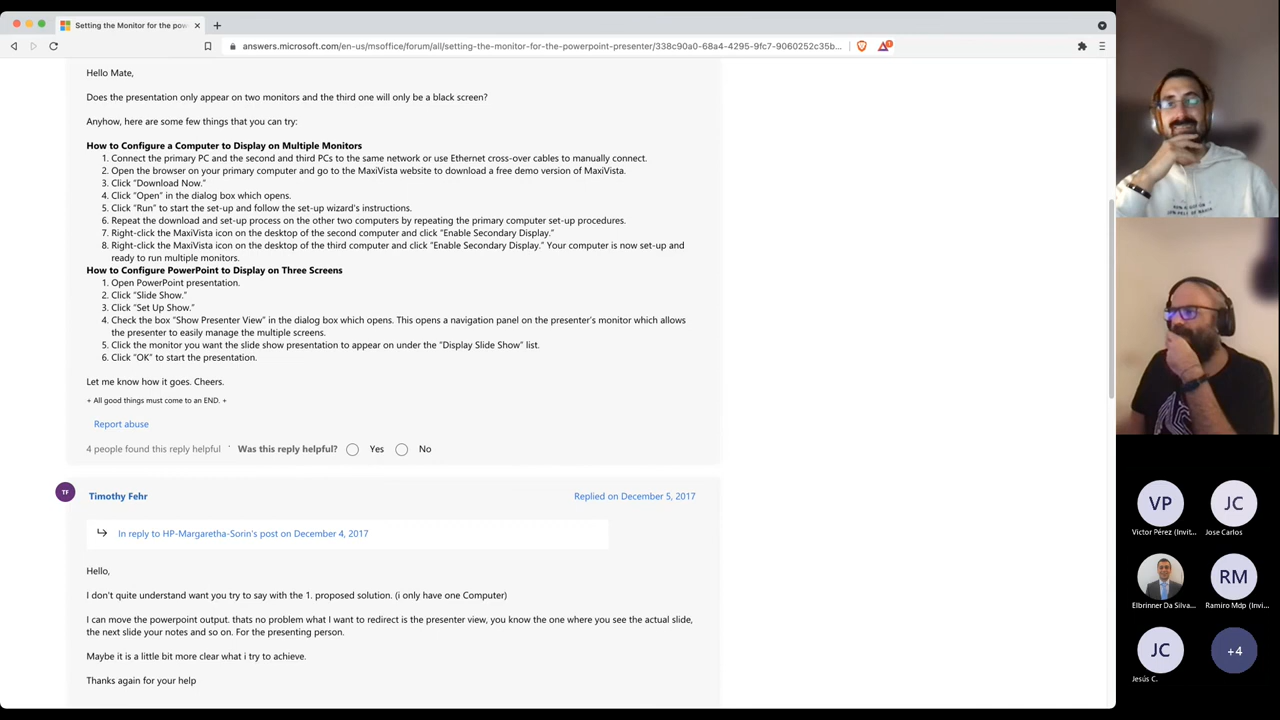 Setting the Monitor for the pow
answers.microsoft.com/en-us/msoffice/forum/all/setting-the-monitor-for-the-powerpoint-presenter/338c90a0-68a4-4295-9fc7-9060252c35b...
Hello Mate,
Does the presentation only appear on two monitors and the third one will only be a black screen?
Anyhow, here are some few things that you can try:
How to Configure a Computer to Display on Multiple Monitors
1. Connect the primary PC and the second and third PCs to the same network or use Ethernet cross-over cables to manually connect.
2. Open the browser on your primary computer and go to the MaxiVista website to download a free demo version of MaxiVista.
3. Click "Download Now."
4. Click "Open" in the dialog box which opens.
5. Click "Run" to start the set-up and follow the set-up wizard's instructions.
6. Repeat the download and set-up process on the other two computers by repeating the primary computer set-up procedures.
7. Right-click the MaxiVista icon on the desktop of the second computer and click "Enable Secondary Display."
8. Right-click the MaxiVista icon on the desktop of the third computer and click "Enable Secondary Display." Your computer is now set-up and
ready to run multiple monitors.
How to Configure PowerPoint to Display on Three Screens
1. Open PowerPoint presentation.
2. Click "Slide Show."
3. Click "Set Up Show."
4. Check the box "Show Presenter View" in the dialog box which opens. This opens a navigation panel on the presenter's monitor which allows
the presenter to easily manage the multiple screens.
5. Click the monitor you want the slide show presentation to appear on under the "Display Slide Show" list.
6. Click "OK" to start the presentation.
Let me know how it goes. Cheers.
+ All good things must come to an END. +
Report abuse
4 people found this reply helpful
Was this reply helpful?
Yes
No
TF
Timothy Fehr
Replied on December 5, 2017
In reply to HP-Margaretha-Sorin's post on December 4, 2017
Hello,
I don't quite understand want you try to say with the 1. proposed solution. (i only have one Computer)
I can move the powerpoint output. thats no problem what I want to redirect is the presenter view, you know the one where you see the actual slide,
the next slide your notes and so on. For the presenting person.
Maybe it is a little bit more clear what i try to achieve.
Thanks again for your help
VP
Victor Pérez (Invit...
JC
Jose Carlos
Elbrinner Da Silva...
RM
Ramiro Mdp (Invi...
JC
Jesús C.
+4